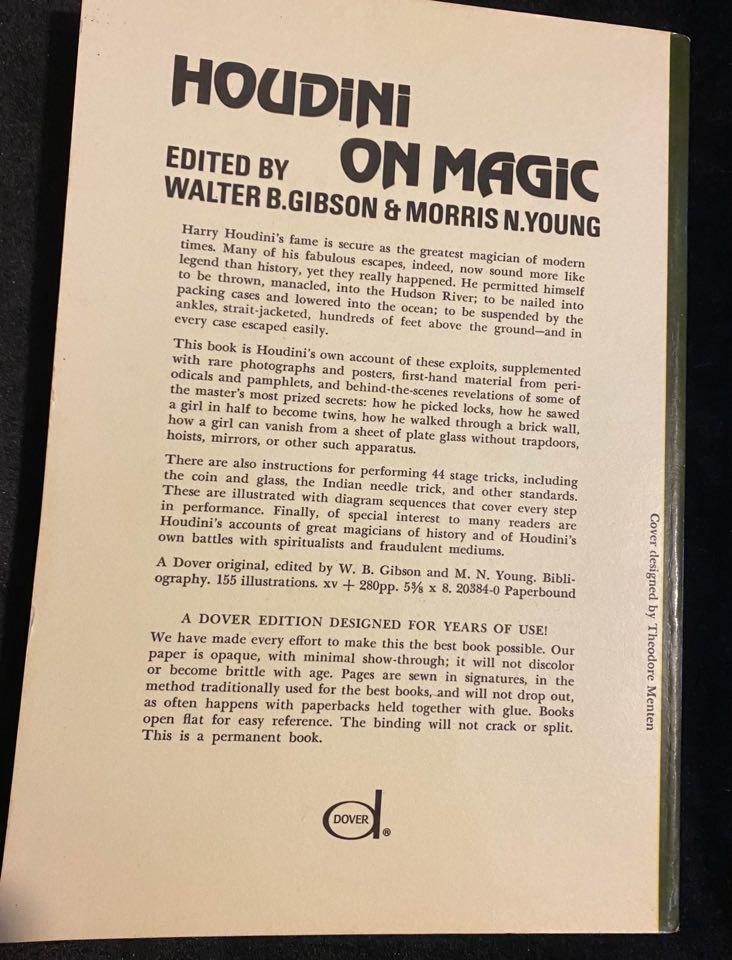 HOUDINI
ON MAGIC
EDITED BY
WALTER B.GIBSON & MORRIS N.YOUNG
Harry Houdini's fame is secure as the greatest magician of modern
times. Many of his fabulous escapes, indeed, now sound more like
legend than history, yet they really happened. He permitted himself
to be thrown, manacled, into the Hudson River; to be nailed into
packing cases and lowered into the ocean; to be suspended by the
ankles, strait-jacketed, hundreds of feet above the ground—and in
every case escaped easily.
This book is Houdini's own account of these exploits, supplemented
with rare photographs and posters, first-hand material from peri-
odicals and pamphlets, and behind-the-scenes revelations of some of
the master's most prized secrets: how he picked locks, how he sawed
a girl in half to become twins, how he walked through a brick wall,
how a girl can vanish from a sheet of plate glass without trapdoors,
hoists, mirrors, or other such apparatus.
There are also instructions for performing 44 stage tricks, including
the coin and glass, the Indian needle trick, and other standards.
These are illustrated with diagram sequences that cover every step
in performance. Finally, of special interest to many readers are
Houdini's accounts of great magicians of history and of Houdini's
own battles with spiritualists and fraudulent mediums.
A Dover original, edited by W. B. Gibson and M. N. Young. Bibli-
ography. 155 illustrations. xv + 280pp. 5⅜ x 8. 20384-0 Paperbound
A DOVER EDITION DESIGNED FOR YEARS OF USE!
We have made every effort to make this the best book possible. Our
paper is opaque, with minimal show-through; it will not discolor
or become brittle with age. Pages are sewn in signatures, in the
method traditionally used for the best books, and will not drop out,
as often happens with paperbacks held together with glue. Books
open flat for easy reference. The binding will not crack or split.
This is a permanent book.
DOVER ®
Cover designed by Theodore Menten